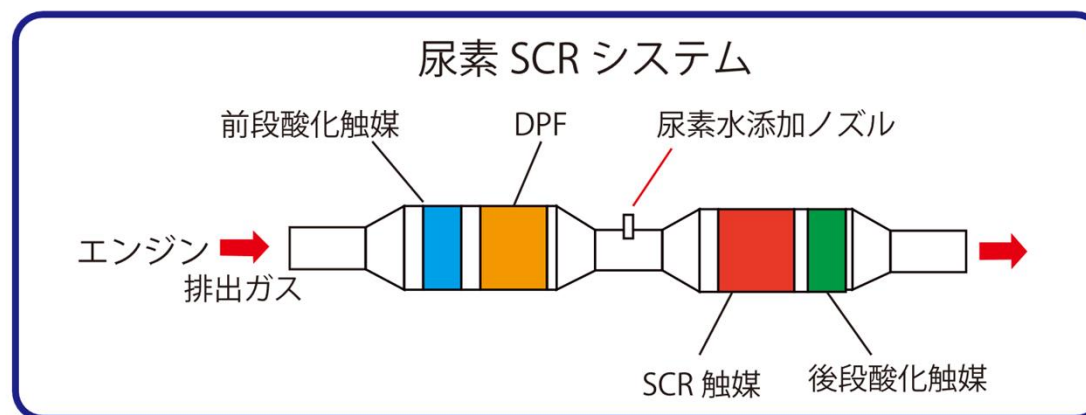 尿素 SCR システム
前段酸化触媒
DPF
尿素水添加ノズル
エンジン
排出ガス
SCR 触媒
後段酸化触媒